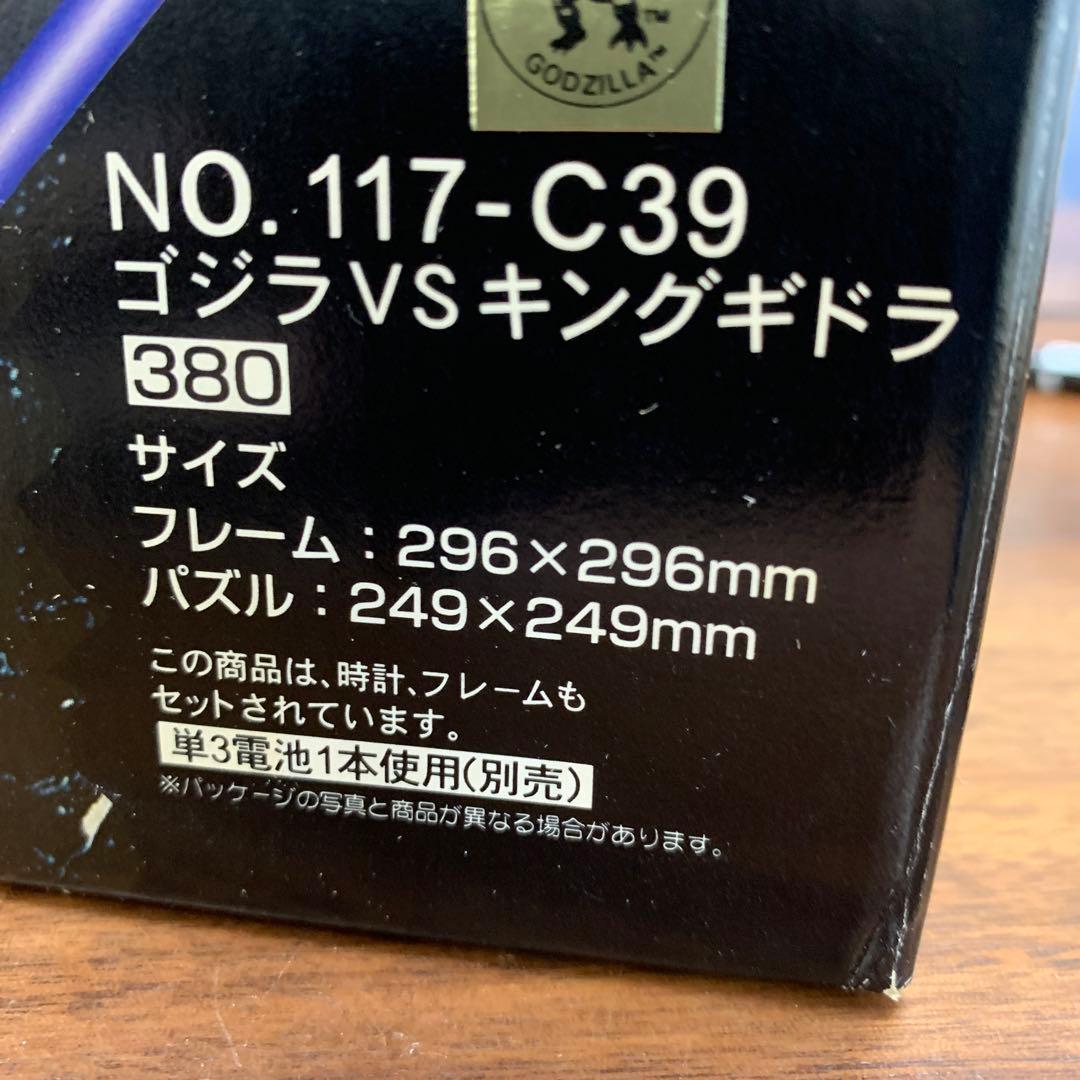 GODZILLA™
TM
NO. 117-C39
ゴジラVSキングギドラ
380
サイズ
フレーム：296×296mm
パズル：249×249mm
この商品は、時計、フレームも
セットされています。
単3電池1本使用(別売)
※パッケージの写真と商品が異なる場合があります。